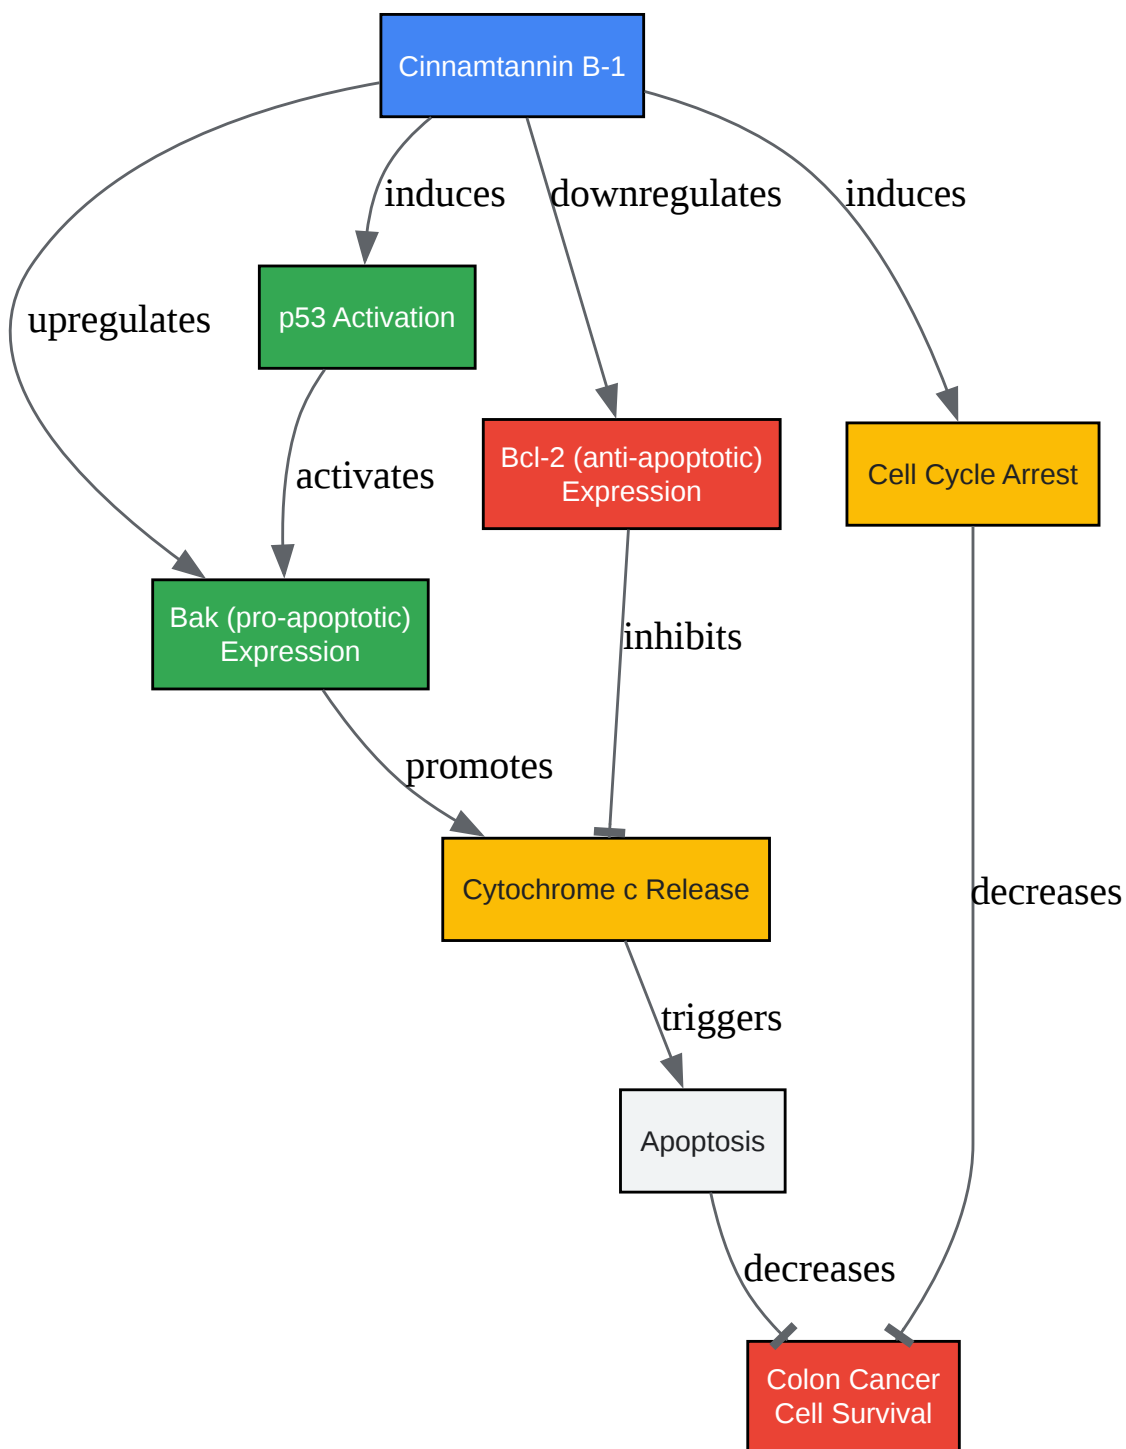 Cinnamtannin B-1
induces
downregulates
induces
upregulates
p53 Activation
activates
Bcl-2 (anti-apoptotic)
Expression
Cell Cycle Arrest
Bak (pro-apoptotic)
Expression
inhibits
promotes
Cytochrome c Release
decreases
triggers
Apoptosis
decreases
Colon Cancer
Cell Survival